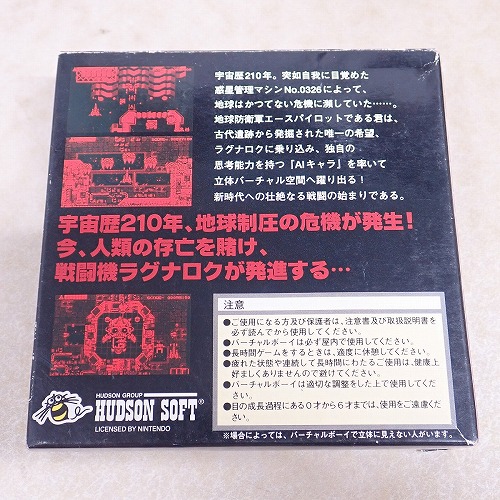 宇宙歴210年。突如自我に目覚めた
惑星管理マシンNo.0326によって、
地球はかつてない危機に瀕していた……。
地球防衛軍エースパイロットである君は、
古代遺跡から発掘された唯一の希望、
ラグナロクに乗り込み、独自の
思考能力を持つ「AIキャラ」を率いて
立体バーチャル空間へ躍り出る!
新時代への壮絶なる戦闘の始まりである。
宇宙歴210年、地球制圧の危機が発生!
今、人類の存亡を賭け、
戦闘機ラグナロクが発進する…
注意
●ご使用になる方及び保護者は、注意書及び取扱説明書を
必ず読んでから使用してください。
●バーチャルボーイは必ず屋内で使用してください。
●長時間ゲームをするときは、適度に休憩してください。
●疲れた状態や連続して長時間にわたるご使用は、健康上
好ましくありませんので避けてください。
●バーチャルボーイは適切な調整をした上で使用してくだ
さい。
●目の成長過程にある0才から6才までは、使用をご遠慮くだ
さい。
※場合によっては、バーチャルボーイで立体に見えない人がいます。
HUDSON GROUP
HUDSON SOFT®
LICENSED BY NINTENDO